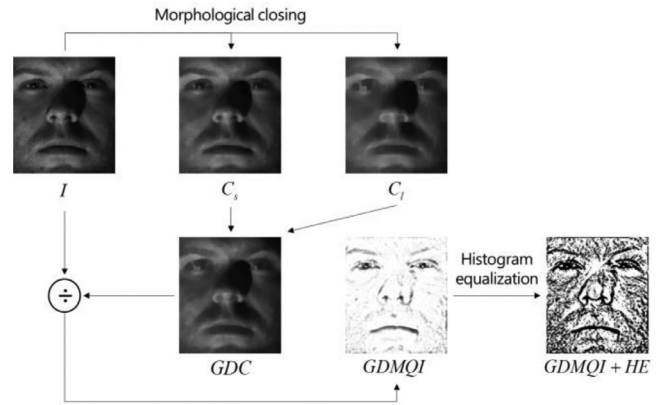 Morphological closing
I
C_s
C_l
÷
GDC
GDMQI
Histogram
equalization
GDMQI + HE